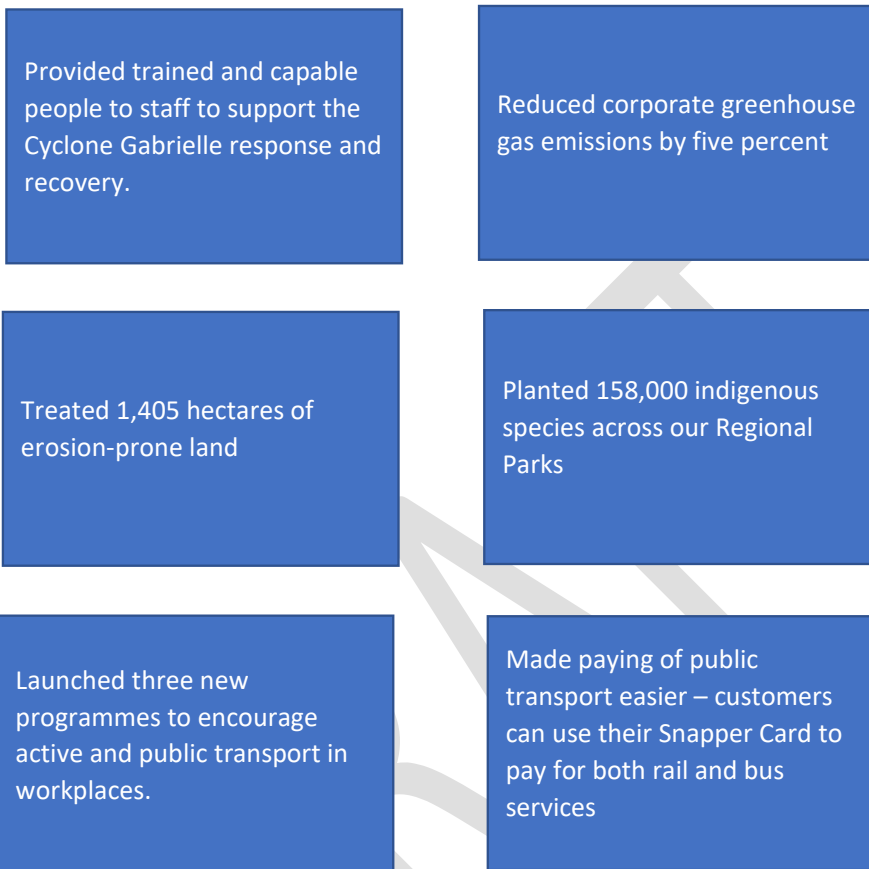 Provided trained and capable
people to staff to support the
Cyclone Gabrielle response and
recovery.
Reduced corporate greenhouse
gas emissions by five percent
Treated 1,405 hectares of
erosion-prone land
Planted 158,000 indigenous
species across our Regional
Parks
Launched three new
programmes to encourage
active and public transport in
workplaces.
Made paying of public
transport easier – customers
can use their Snapper Card to
pay for both rail and bus
services